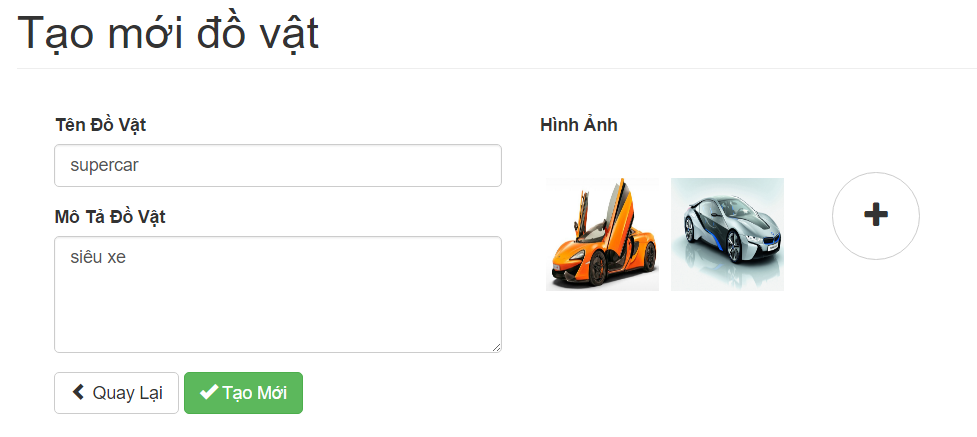 Tạo mới đồ vật
Tên Đồ Vật
supercar
Mô Tả Đồ Vật
siêu xe
Quay Lại
Tạo Mới
Hình Ảnh